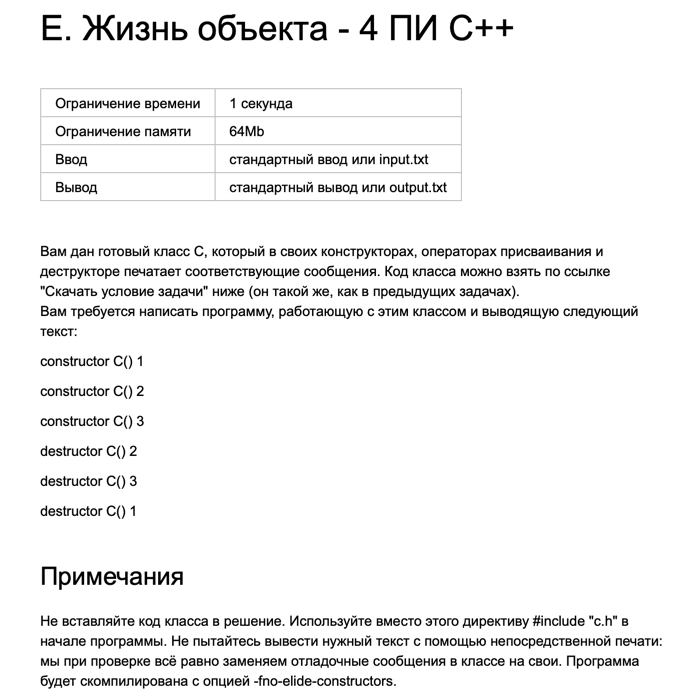 E. Жизнь объекта - 4 ПИ C++
Ограничение времени 1 секунда
Ограничение памяти 64Mb
Ввод стандартный ввод или input.txt
Вывод стандартный вывод или output.txt
Вам дан готовый класс C, который в своих конструкторах, операторах присваивания и
деструкторе печатает соответствующие сообщения. Код класса можно взять по ссылке
"Скачать условие задачи" ниже (он такой же, как в предыдущих задачах).
Вам требуется написать программу, работающую с этим классом и выводящую следующий
текст:
constructor C() 1
constructor C() 2
constructor C() 3
destructor C() 2
destructor C() 3
destructor C() 1
Примечания
Не вставляйте код класса в решение. Используйте вместо этого директиву #include "c.h" в
начале программы. Не пытайтесь вывести нужный текст с помощью непосредственной печати:
мы при проверке всё равно заменяем отладочные сообщения в классе на свои. Программа
будет скомпилирована с опцией -fno-elide-constructors.